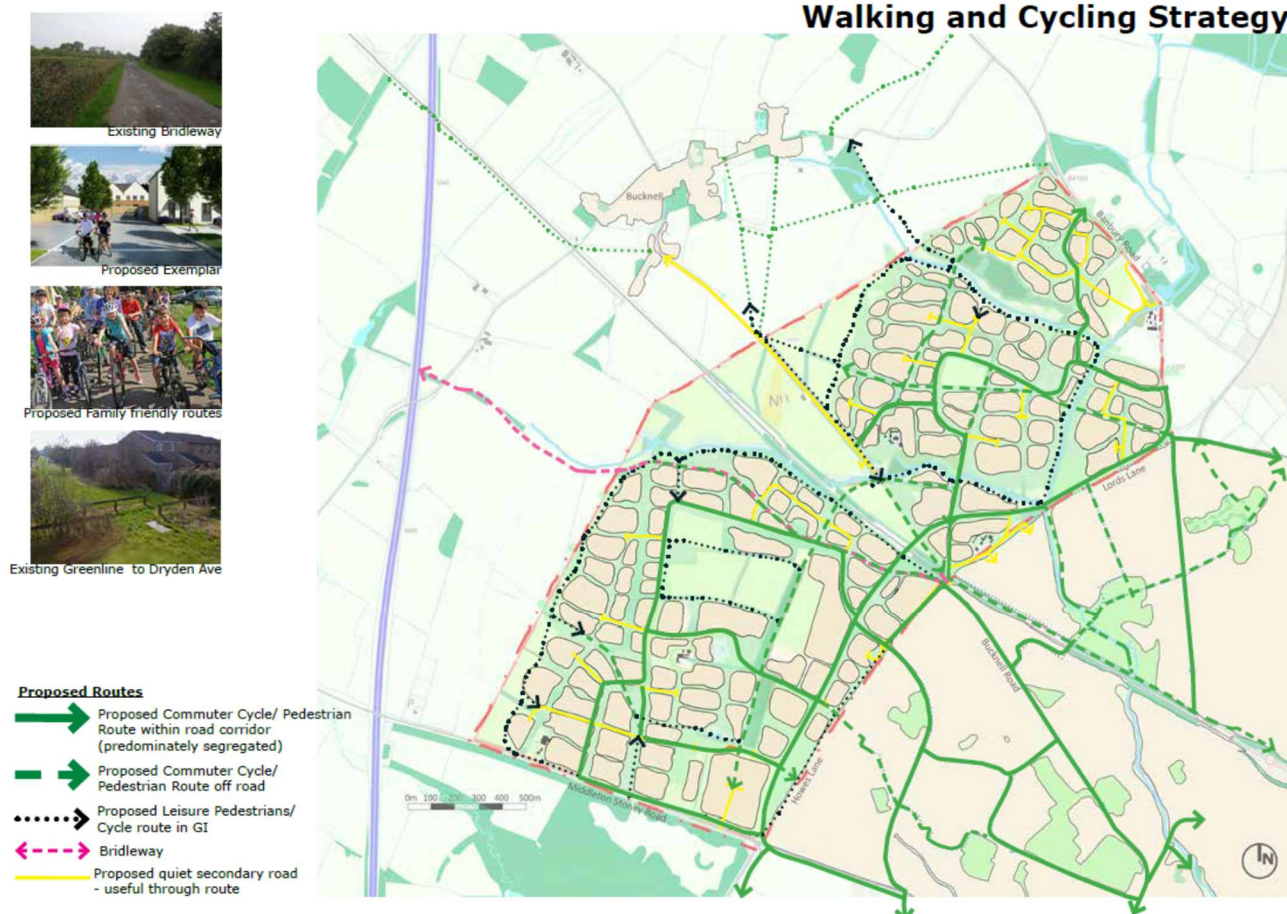 Walking and Cycling Strategy
Existing Bridleway
Proposed Exemplar
Proposed Family friendly routes
Existing Greenline to Dryden Ave
Proposed Routes
Proposed Commuter Cycle/ Pedestrian
Route within road corridor
(predominately segregated)
Proposed Commuter Cycle/
Pedestrian Route off road
Proposed Leisure Pedestrians/
Cycle route in GI
Bridleway
Proposed quiet secondary road
- useful through route
Bucknell
Banbury Road
Lords Lane
Bucknell Road
Howes Lane
Middleton Stoney Road
0m 100 200 300 400 500m
N